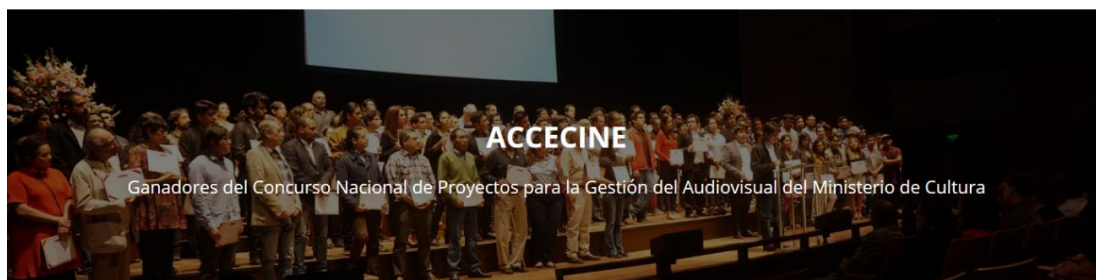 ACCECINE
Ganadores del Concurso Nacional de Proyectos para la Gestión del Audiovisual del Ministerio de Cultura